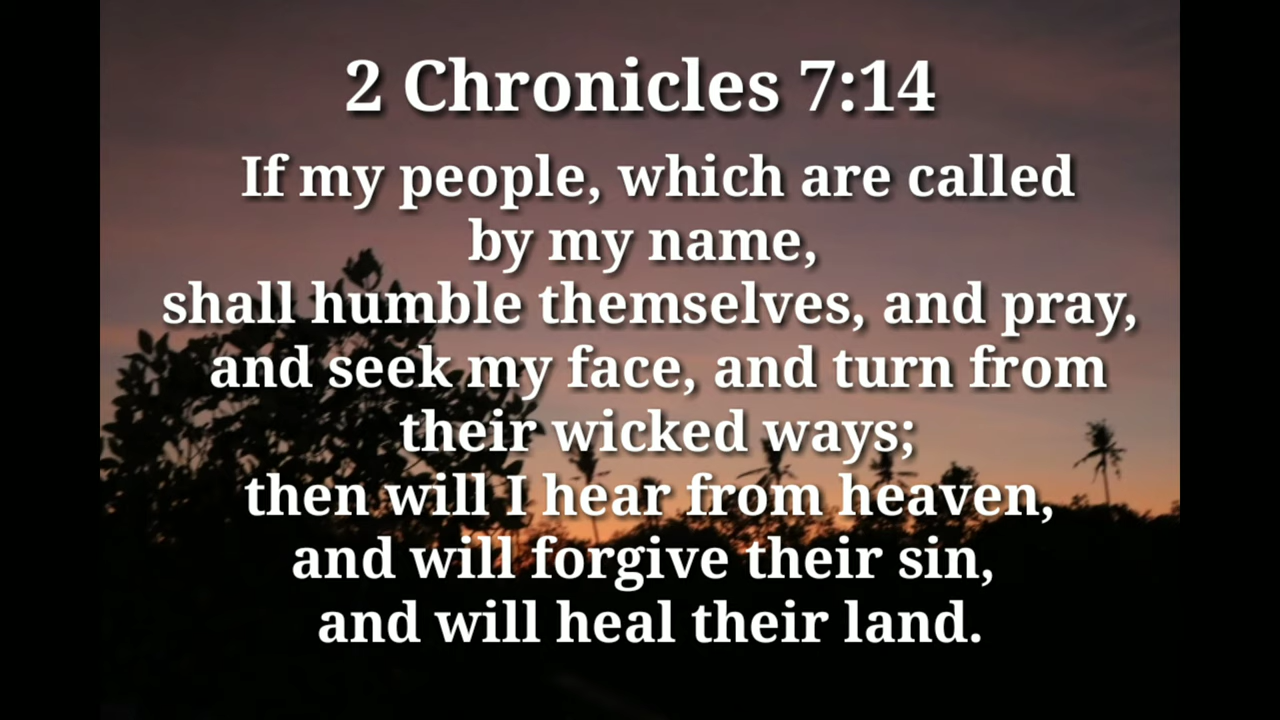 2 Chronicles 7:14
If my people, which are called
by my name,
shall humble themselves, and pray,
and seek my face, and turn from
their wicked ways;
then will I hear from heaven,
and will forgive their sin,
and will heal their land.